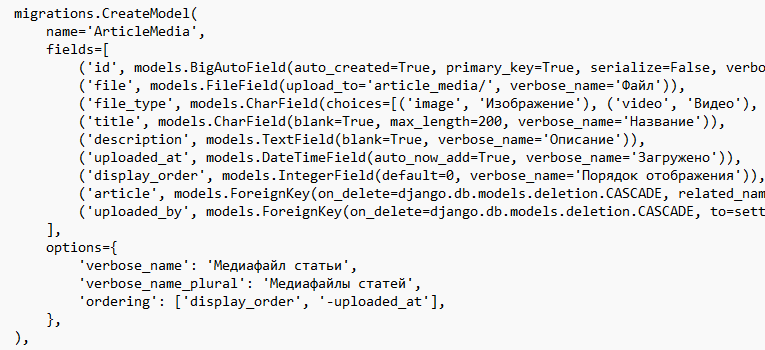 migrations.CreateModel(
    name='ArticleMedia',
    fields=[
        ('id', models.BigAutoField(auto_created=True, primary_key=True, serialize=False, verbo
        ('file', models.FileField(upload_to='article_media/', verbose_name='Файл')),
        ('file_type', models.CharField(choices=[('image', 'Изображение'), ('video', 'Видео'),
        ('title', models.CharField(blank=True, max_length=200, verbose_name='Название')),
        ('description', models.TextField(blank=True, verbose_name='Описание')),
        ('uploaded_at', models.DateTimeField(auto_now_add=True, verbose_name='Загружено')),
        ('display_order', models.IntegerField(default=0, verbose_name='Порядок отображения')),
        ('article', models.ForeignKey(on_delete=django.db.models.deletion.CASCADE, related_nam
        ('uploaded_by', models.ForeignKey(on_delete=django.db.models.deletion.CASCADE, to=sett
    ],
    options={
        'verbose_name': 'Медиафайл статьи',
        'verbose_name_plural': 'Медиафайлы статей',
        'ordering': ['display_order', '-uploaded_at'],
    },
),